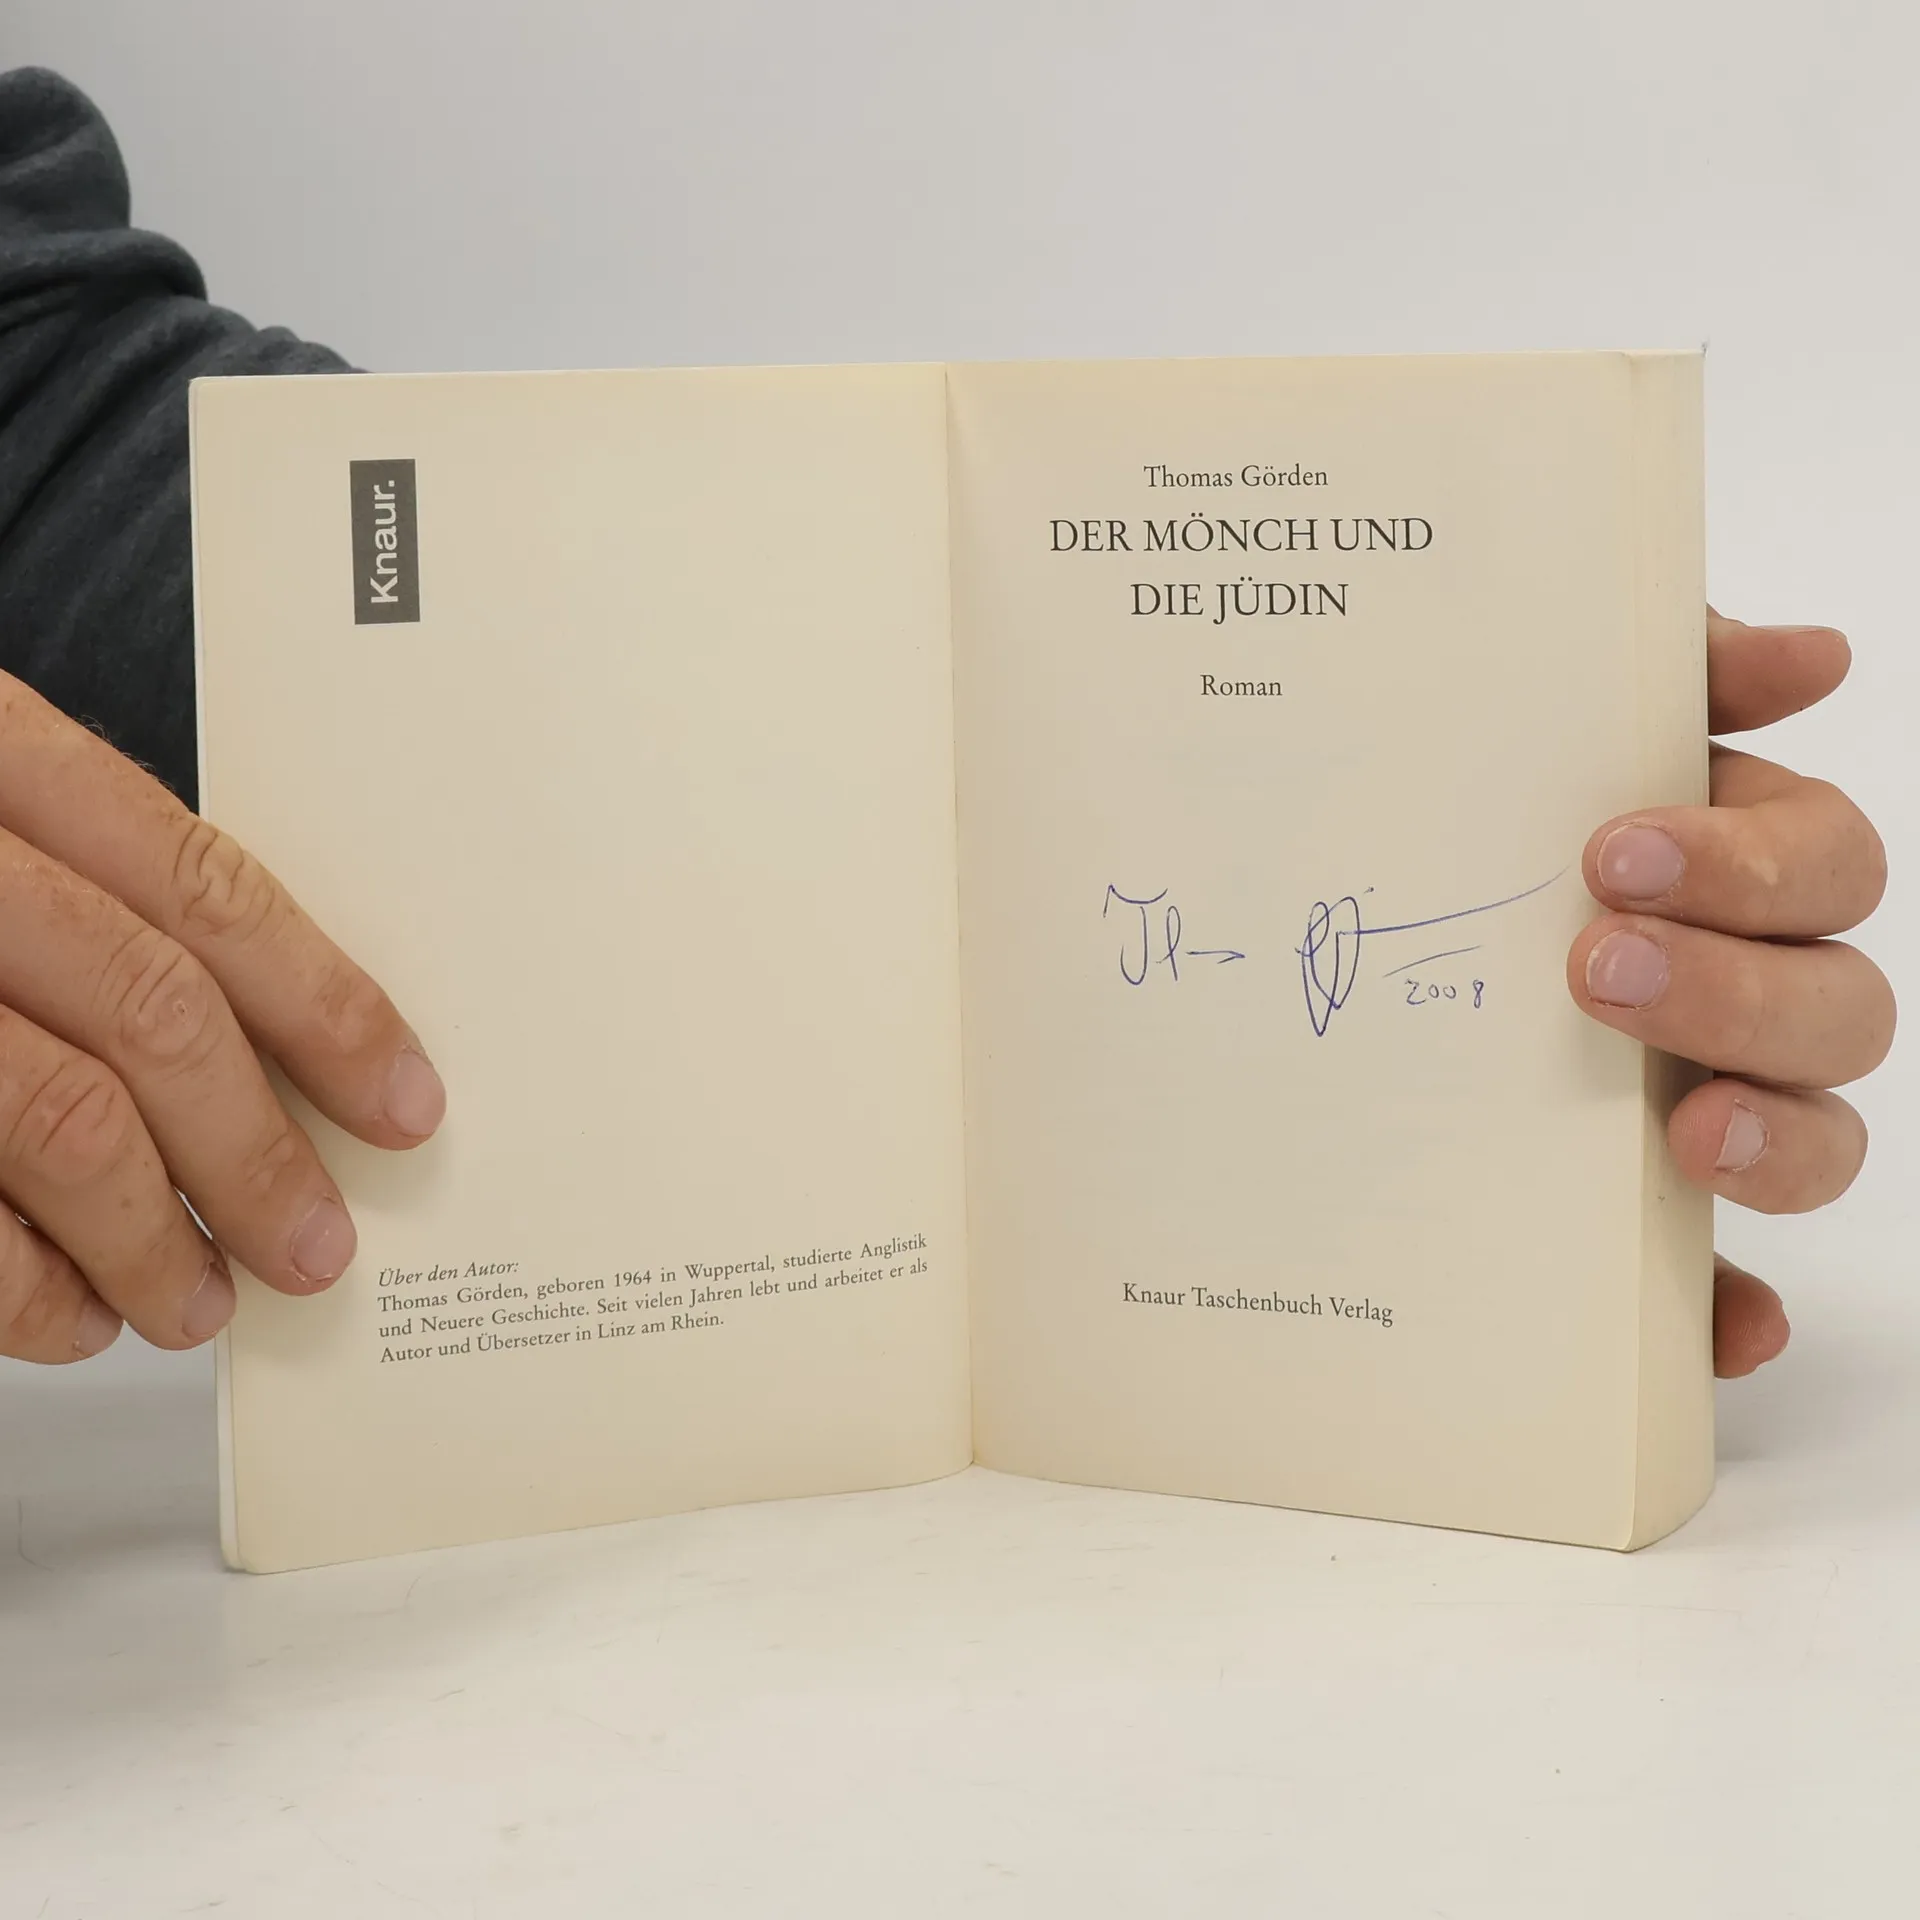 Knaur.
Über den Autor:
Thomas Görden, geboren 1964 in Wuppertal, studierte Anglistik
und Neuere Geschichte. Seit vielen Jahren lebt und arbeitet er als
Autor und Übersetzer in Linz am Rhein.
Thomas Görden
DER MÖNCH UND
DIE JÜDIN
Roman
2008
Knaur Taschenbuch Verlag